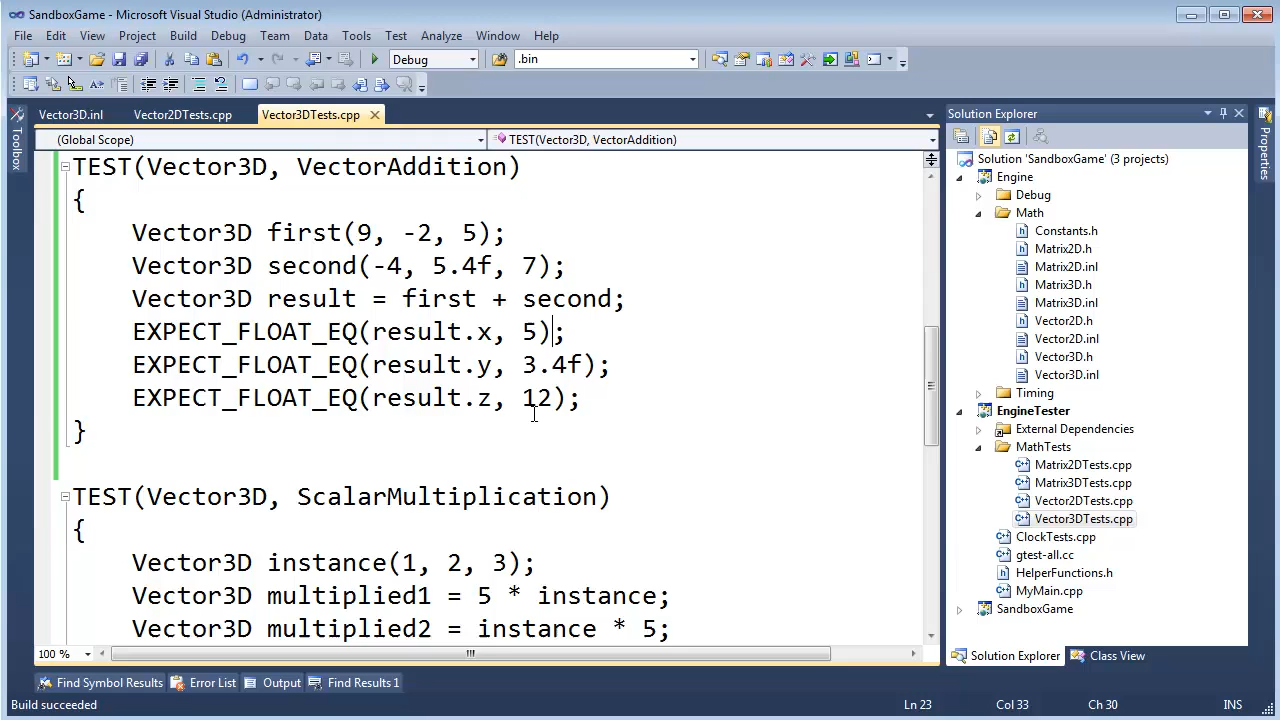 SandboxGame - Microsoft Visual Studio (Administrator)
File Edit View Project Build Debug Team Data Tools Test Analyze Window Help
Debug .bin
Vector3D.inl Vector2DTests.cpp Vector3DTests.cpp
(Global Scope) TEST(Vector3D, VectorAddition)
Toolbox
TEST(Vector3D, VectorAddition)
{
Vector3D first(9, -2, 5);
Vector3D second(-4, 5.4f, 7);
Vector3D result = first + second;
EXPECT_FLOAT_EQ(result.x, 5);
EXPECT_FLOAT_EQ(result.y, 3.4f);
EXPECT_FLOAT_EQ(result.z, 12);
}
TEST(Vector3D, ScalarMultiplication)
{
Vector3D instance(1, 2, 3);
Vector3D multiplied1 = 5 * instance;
Vector3D multiplied2 = instance * 5;
100 %
Solution Explorer
Solution 'SandboxGame' (3 projects)
Engine
Debug
Math
Constants.h
Matrix2D.h
Matrix2D.inl
Matrix3D.h
Matrix3D.inl
Vector2D.h
Vector2D.inl
Vector3D.h
Vector3D.inl
Timing
EngineTester
External Dependencies
MathTests
Matrix2DTests.cpp
Matrix3DTests.cpp
Vector2DTests.cpp
Vector3DTests.cpp
ClockTests.cpp
gtest-all.cc
HelperFunctions.h
MyMain.cpp
SandboxGame
Solution Explorer Class View
Properties
Find Symbol Results Error List Output Find Results 1
Build succeeded Ln 23 Col 33 Ch 30 INS